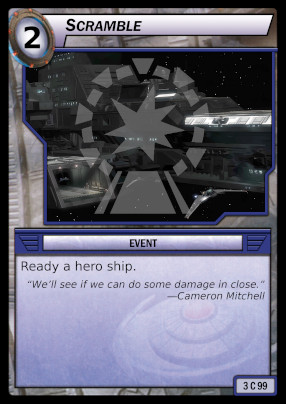 2
SCRAMBLE
EVENT
Ready a hero ship.
“We’ll see if we can do some damage in close.”
—Cameron Mitchell
3 C 99